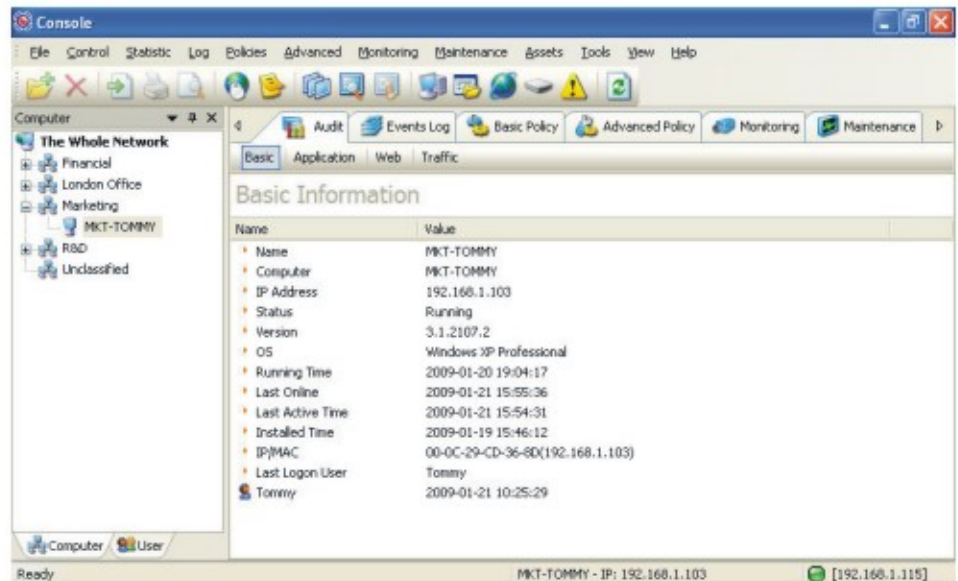 Console
File Control Statistic Log Policies Advanced Monitoring Maintenance Assets Tools View Help
Computer
The Whole Network
Financial
London Office
Marketing
MKT-TOMMY
R&D
Unclassified
Computer User
Audit Events Log Basic Policy Advanced Policy Monitoring Maintenance
Basic Application Web Traffic
Basic Information
Name Value
Name MKT-TOMMY
Computer MKT-TOMMY
IP Address 192.168.1.103
Status Running
Version 3.1.2107.2
OS Windows XP Professional
Running Time 2009-01-20 19:04:17
Last Online 2009-01-21 15:55:36
Last Active Time 2009-01-21 15:54:31
Installed Time 2009-01-19 15:46:12
IP/MAC 00-0C-29-CD-36-8D(192.168.1.103)
Last Logon User Tommy
Tommy 2009-01-21 10:25:29
Ready MKT-TOMMY - IP: 192.168.1.103 [192.168.1.115]